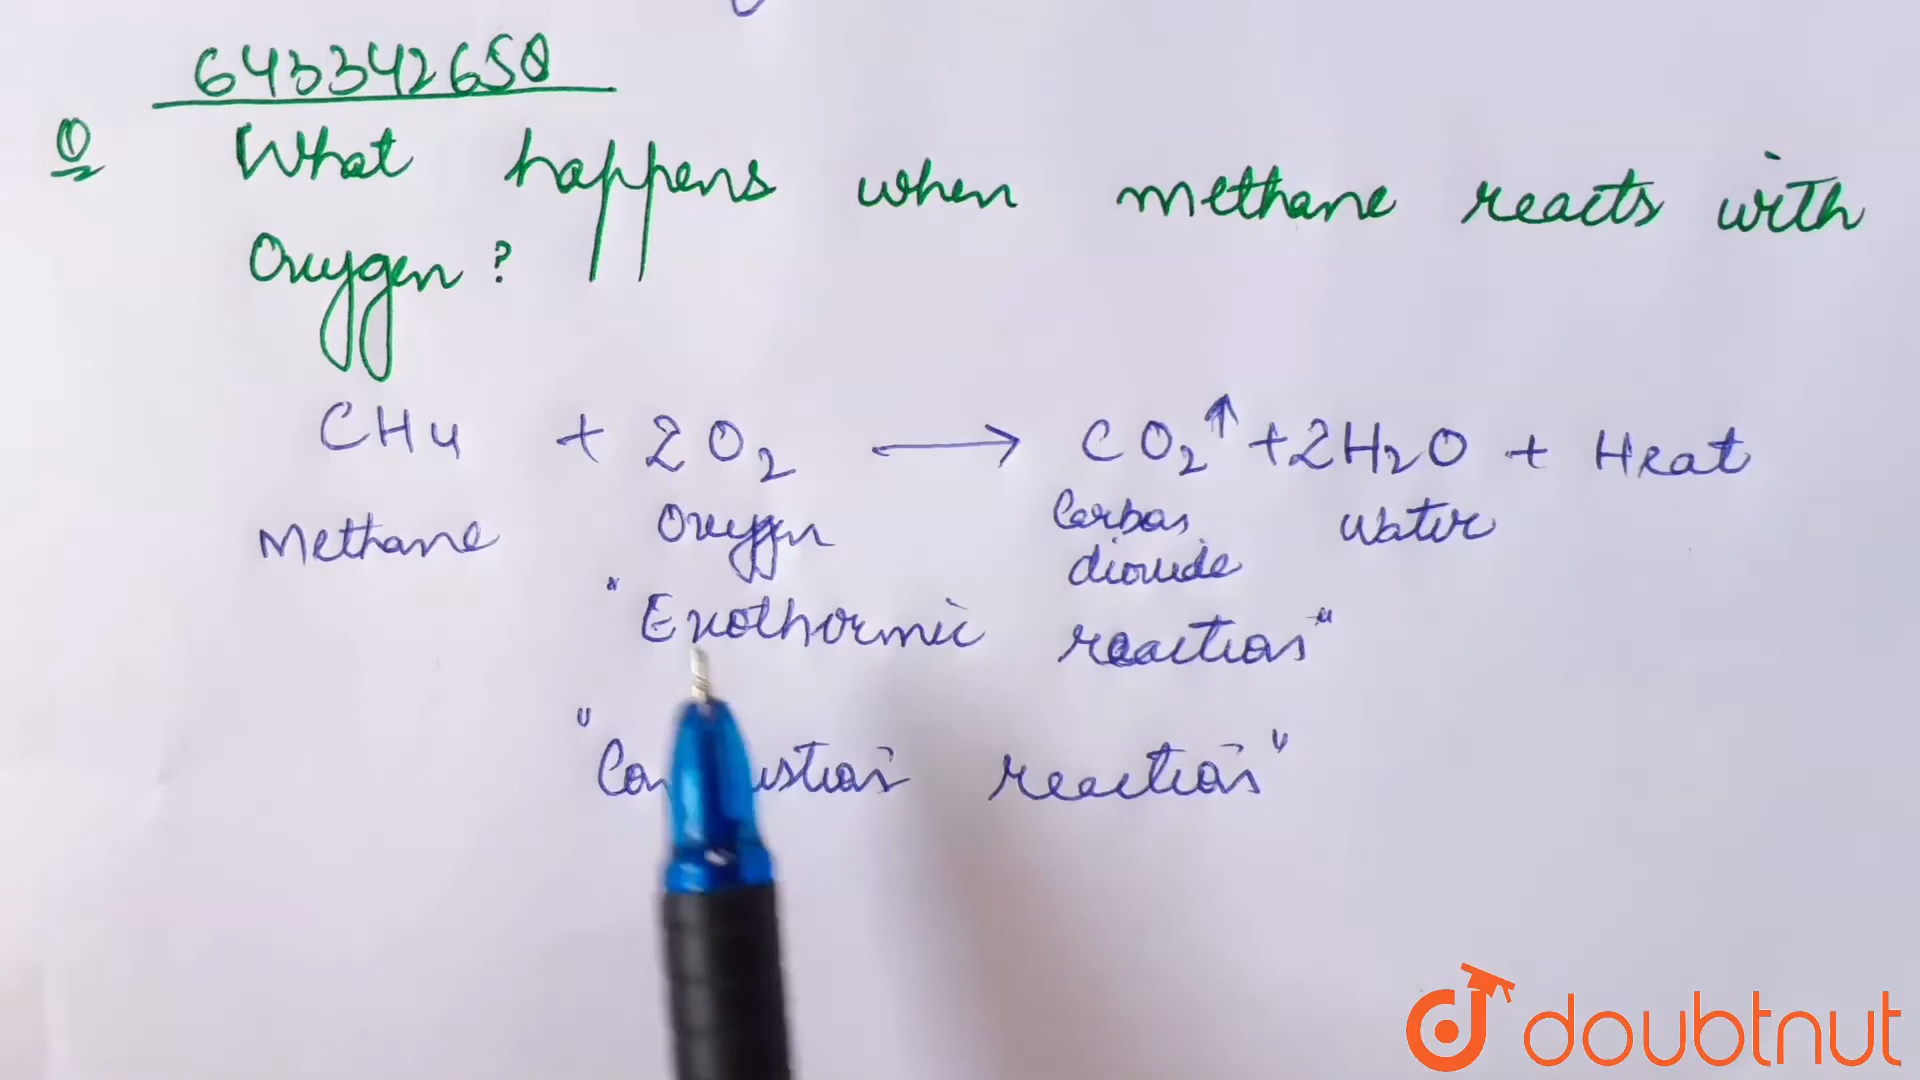 643342658
Q What happens when methane reacts with
Oxygen?
CH4 + 2O2 → CO2↑ + 2H2O + Heat
Methane Oxygen Carbon dioxide Water
"Exothermic reaction"
"Combustion reaction"
doubtnut